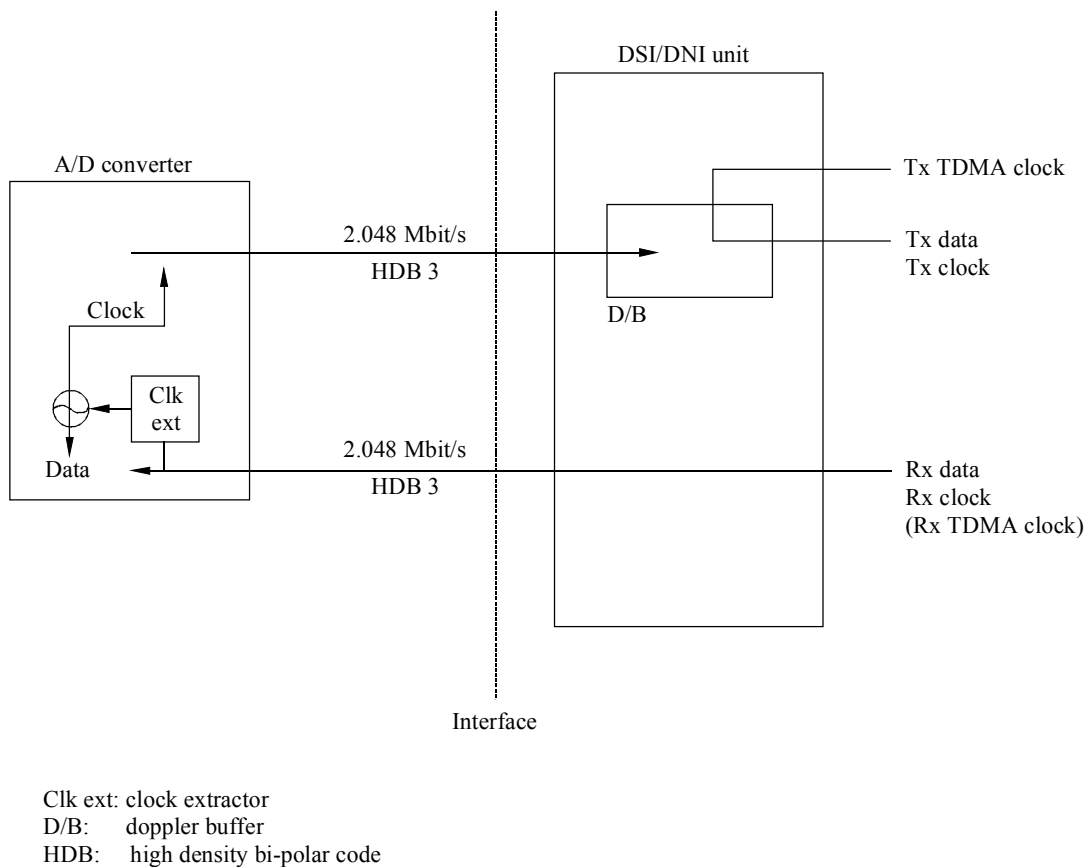 DSI/DNI unit
A/D converter
Tx TDMA clock
2.048 Mbit/s
HDB 3
Tx data
Tx clock
Clock
D/B
Clk
ext
Data
2.048 Mbit/s
HDB 3
Rx data
Rx clock
(Rx TDMA clock)
Interface
Clk ext: clock extractor
D/B: doppler buffer
HDB: high density bi-polar code